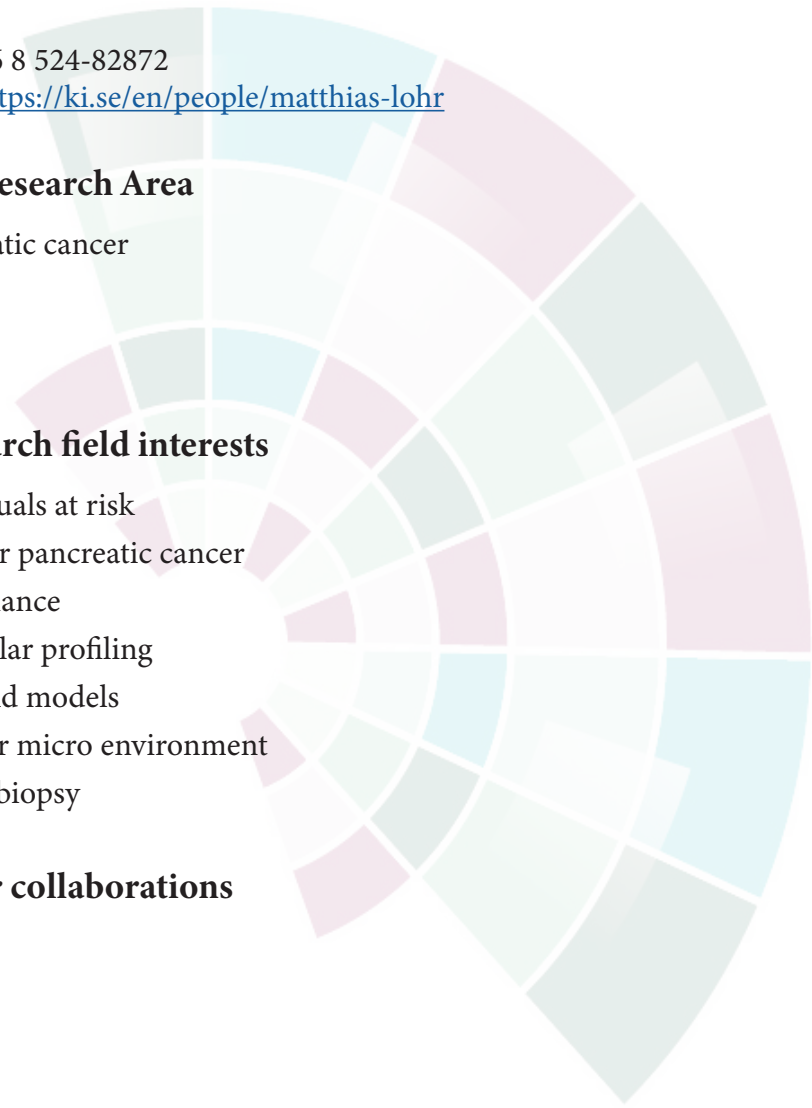 8 524-82872
tps://ki.se/en/people/matthias-lohr
esearch Area
atic cancer
rch field interests
uals at risk
r pancreatic cancer
ance
lar profiling
d models
r micro environment
biopsy
r collaborations